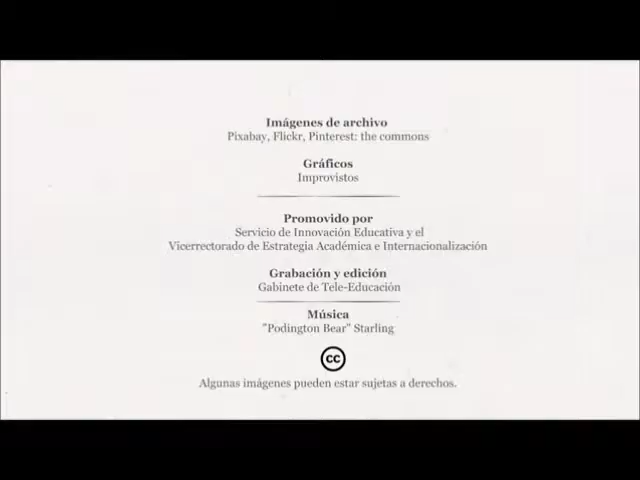 Imágenes de archivo
Pixabay, Flickr, Pinterest: the commons
Gráficos
Improvistos
Promovido por
Servicio de Innovación Educativa y el
Vicerrectorado de Estrategia Académica e Internacionalización
Grabación y edición
Gabinete de Tele-Educación
Música
"Podington Bear" Starling
cc
Algunas imágenes pueden estar sujetas a derechos.